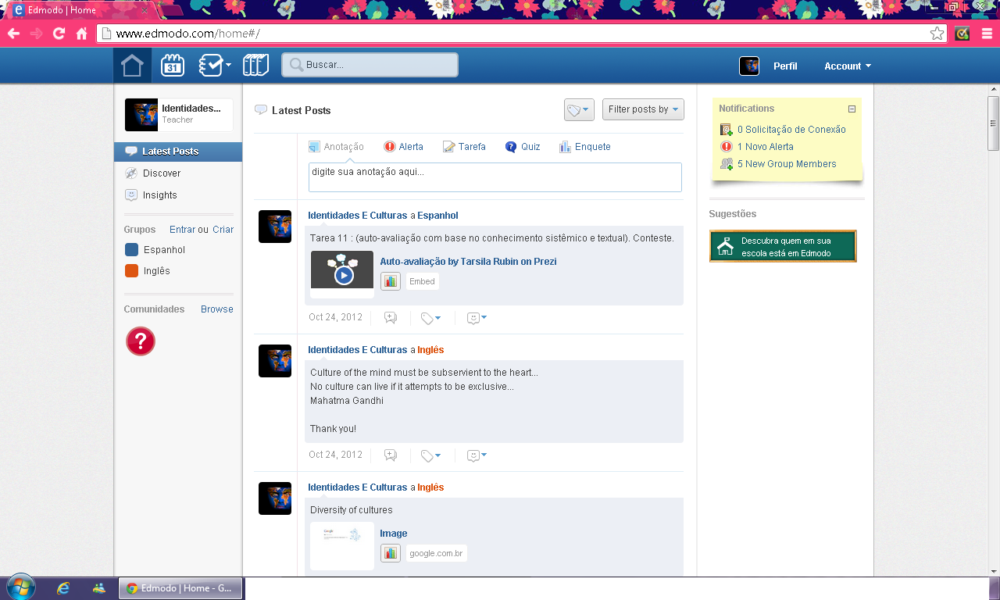 Edmodo | Home
www.edmodo.com/home#/
31
Buscar...
Perfil
Account
Identidades...
Teacher
Latest Posts
Discover
Insights
Grupos
Entrar ou Criar
Espanhol
Inglês
Comunidades
Browse
?
Latest Posts
Filter posts by
Anotação
Alerta
Tarefa
Quiz
Enquete
digite sua anotação aqui...
Identidades E Culturas a Espanhol
Tarea 11 : (auto-avaliação com base no conhecimento sistêmico e textual). Conteste.
Auto-avaliação by Tarsila Rubin on Prezi
Embed
Oct 24, 2012
Identidades E Culturas a Inglês
Culture of the mind must be subservient to the heart...
No culture can live if it attempts to be exclusive...
Mahatma Gandhi
Thank you!
Oct 24, 2012
Identidades E Culturas a Inglês
Diversity of cultures
Google
Image
google.com.br
Notifications
0 Solicitação de Conexão
1 Novo Alerta
5 New Group Members
Sugestões
Descubra quem em sua
escola está em Edmodo
Edmodo | Home - G...